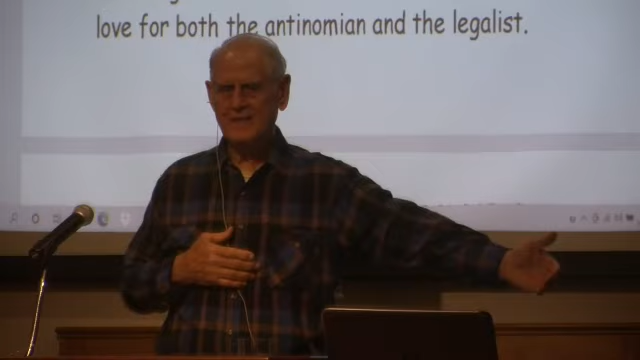 love for both the antinomian and the legalist.